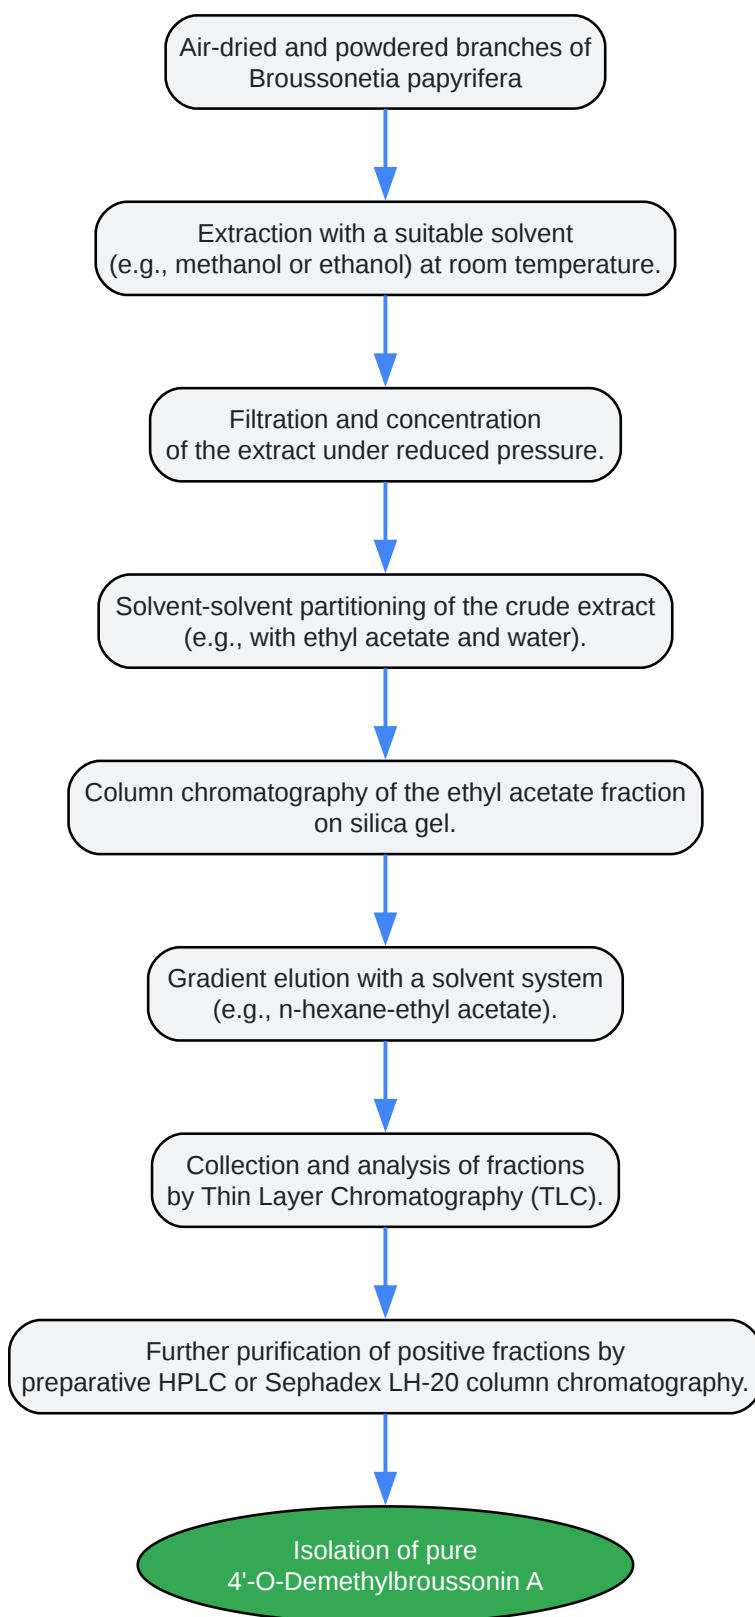 Air-dried and powdered branches of
Broussonetia papyrifera
Extraction with a suitable solvent
(e.g., methanol or ethanol) at room temperature.
Filtration and concentration
of the extract under reduced pressure.
Solvent-solvent partitioning of the crude extract
(e.g., with ethyl acetate and water).
Column chromatography of the ethyl acetate fraction
on silica gel.
Gradient elution with a solvent system
(e.g., n-hexane-ethyl acetate).
Collection and analysis of fractions
by Thin Layer Chromatography (TLC).
Further purification of positive fractions by
preparative HPLC or Sephadex LH-20 column chromatography.
Isolation of pure
4'-O-Demethylbroussonin A